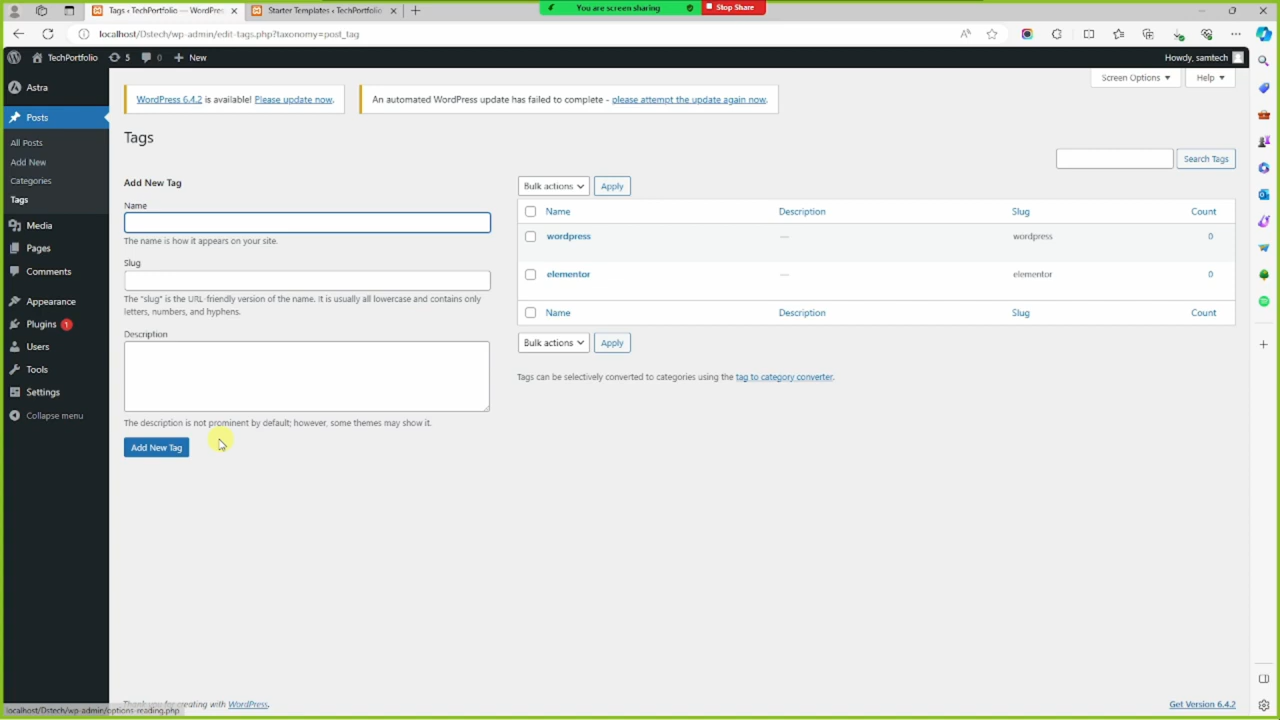 Tags ‹ TechPortfolio — WordPres
Starter Templates ‹ TechPortfolio
You are screen sharing
Stop Share
localhost/Dstech/wp-admin/edit-tags.php?taxonomy=post_tag
TechPortfolio
5
0
New
Howdy, samtech
Astra
Posts
All Posts
Add New
Categories
Tags
Media
Pages
Comments
Appearance
Plugins 1
Users
Tools
Settings
Collapse menu
Screen Options
Help
WordPress 6.4.2 is available! Please update now.
An automated WordPress update has failed to complete - please attempt the update again now.
Tags
Search Tags
Add New Tag
Name
The name is how it appears on your site.
Slug
The "slug" is the URL-friendly version of the name. It is usually all lowercase and contains only
letters, numbers, and hyphens.
Description
The description is not prominent by default; however, some themes may show it.
Add New Tag
Bulk actions
Apply
Name Description Slug Count
wordpress — wordpress 0
elementor — elementor 0
Name Description Slug Count
Bulk actions
Apply
Tags can be selectively converted to categories using the tag to category converter.
Thank you for creating with WordPress.
Get Version 6.4.2
localhost/Dstech/wp-admin/options-reading.php